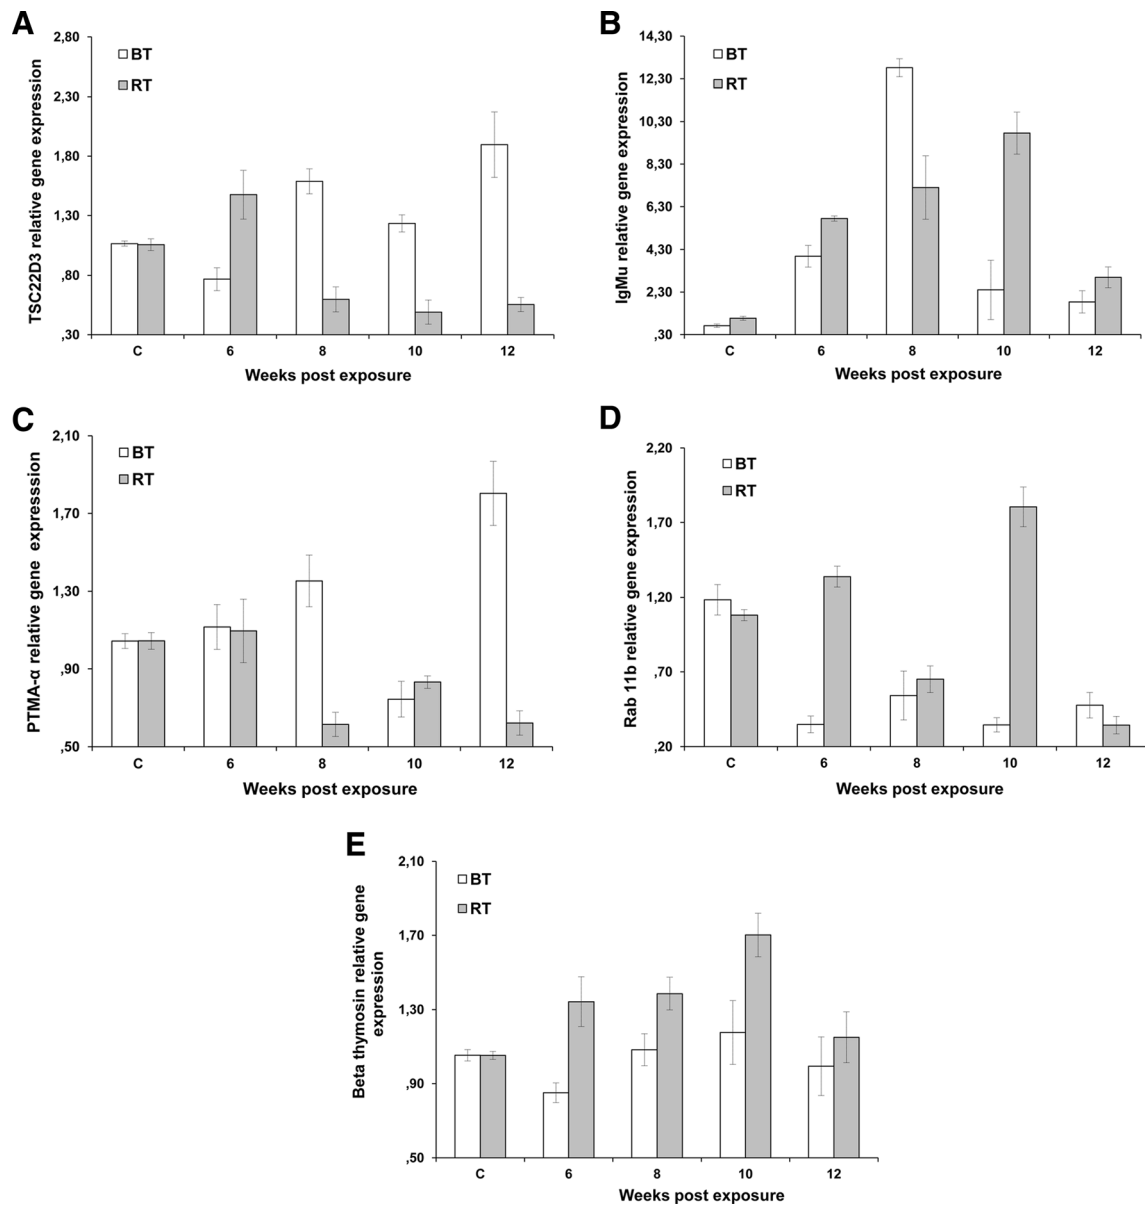 A
TSC22D3 relative gene expression
2,80
2,30
1,80
1,30
,80
,30
BT
RT
C 6 8 10 12
Weeks post exposure
B
IgMu relative gene expression
14,30
12,30
10,30
8,30
6,30
4,30
2,30
,30
BT
RT
C 6 8 10 12
Weeks post exposure
C
PTMA-α relative gene expresssion
2,10
1,70
1,30
,90
,50
BT
RT
C 6 8 10 12
Weeks post exposure
D
Rab 11b relative gene expression
2,20
1,70
1,20
,70
,20
BT
RT
C 6 8 10 12
Weeks post exposure
E
Beta thymosin relative gene
expression
2,10
1,70
1,30
,90
,50
BT
RT
C 6 8 10 12
Weeks post exposure